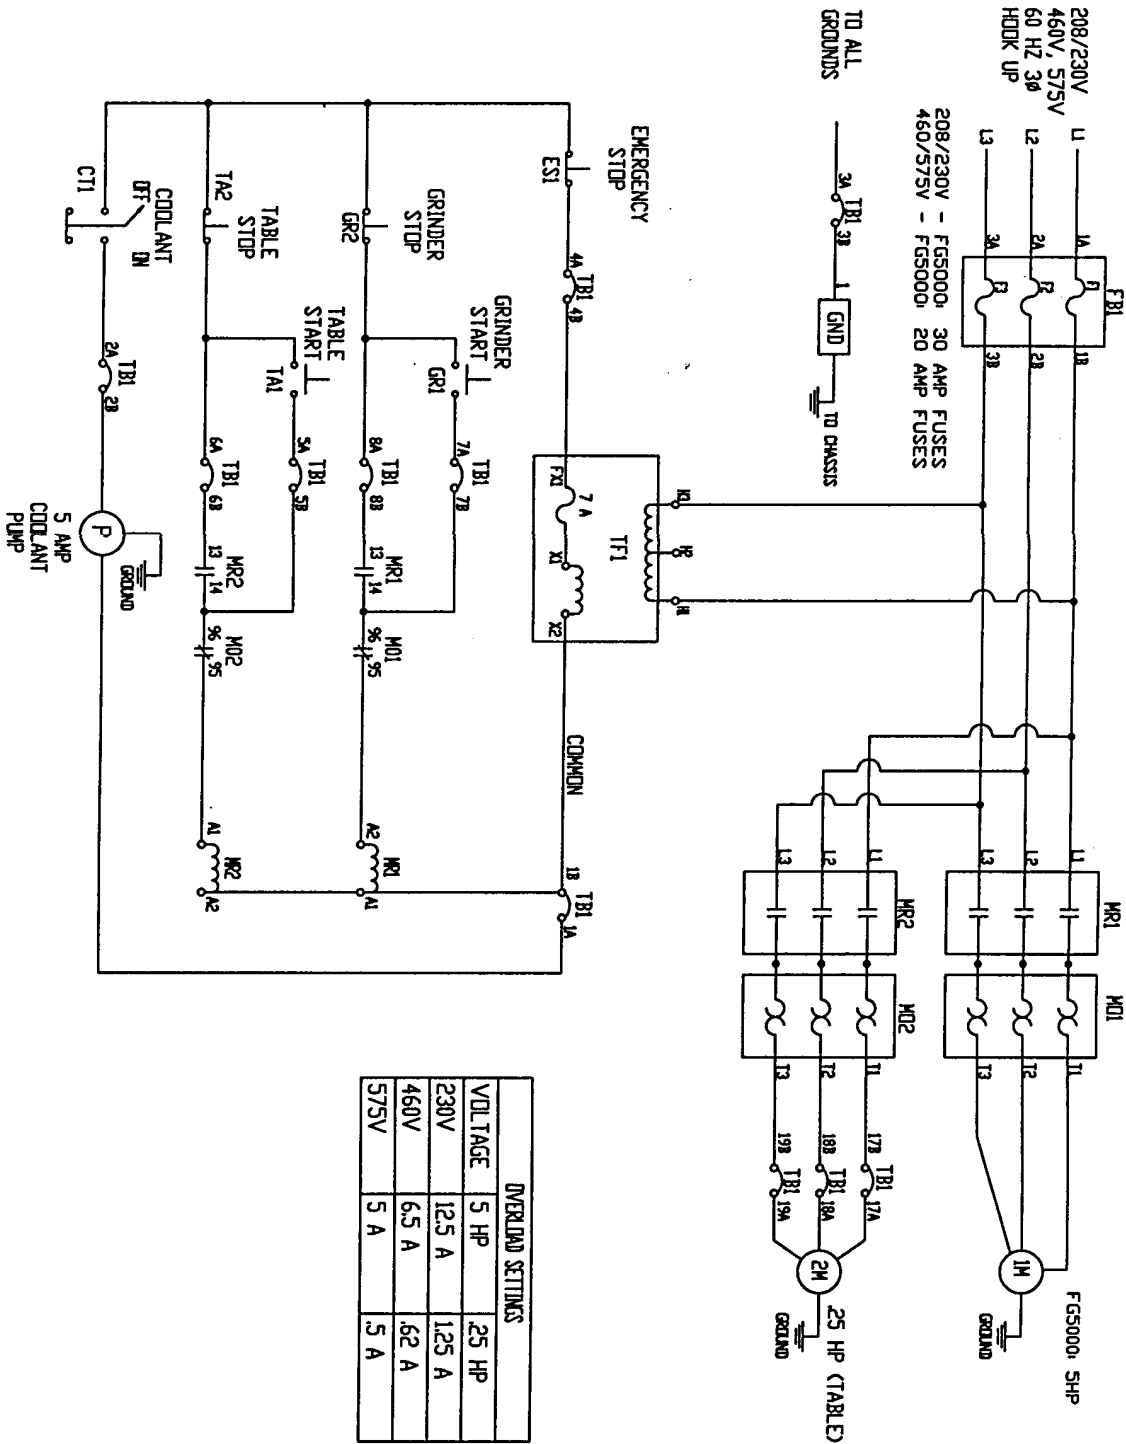 208/230V
460V, 575V
60 HZ 3Ø
HOOK UP
L1
L2
L3
1A
2A
3A
FB1
F1
F2
F3
1B
2B
3B
208/230V - FG5000: 30 AMP FUSES
460/575V - FG5000: 20 AMP FUSES
TO ALL
GROUNDS
3A
TB1
3B
1
GND
TO CHASSIS
L1
L2
L3
MR1
MO1
T1
T2
T3
1M
FG5000: 5HP
GROUND
L1
L2
L3
MR2
MO2
T1
T2
T3
17B
TB1
17A
18B
TB1
18A
19B
TB1
19A
2M
.25 HP (TABLE)
GROUND
H3
H2
H1
TF1
FX1
7 A
X1
X2
EMERGENCY
STOP
ES1
4A
TB1
4B
COMMON
1B
TB1
1A
GRINDER
STOP
GR2
GRINDER
START
GR1
7A
TB1
7B
8A
TB1
8B
MR1
13
14
MO1
96
95
A2
MR1
A1
TABLE
STOP
TA2
TABLE
START
TA1
5A
TB1
5B
6A
TB1
6B
MR2
13
14
MO2
96
95
A1
MR2
A2
COOLANT
OFF
ON
CT1
2A
TB1
2B
P
GROUND
5 AMP
COOLANT
PUMP
OVERLOAD SETTINGS
VOLTAGE 5 HP .25 HP
230V 12.5 A 1.25 A
460V 6.5 A .62 A
575V 5 A .5 A